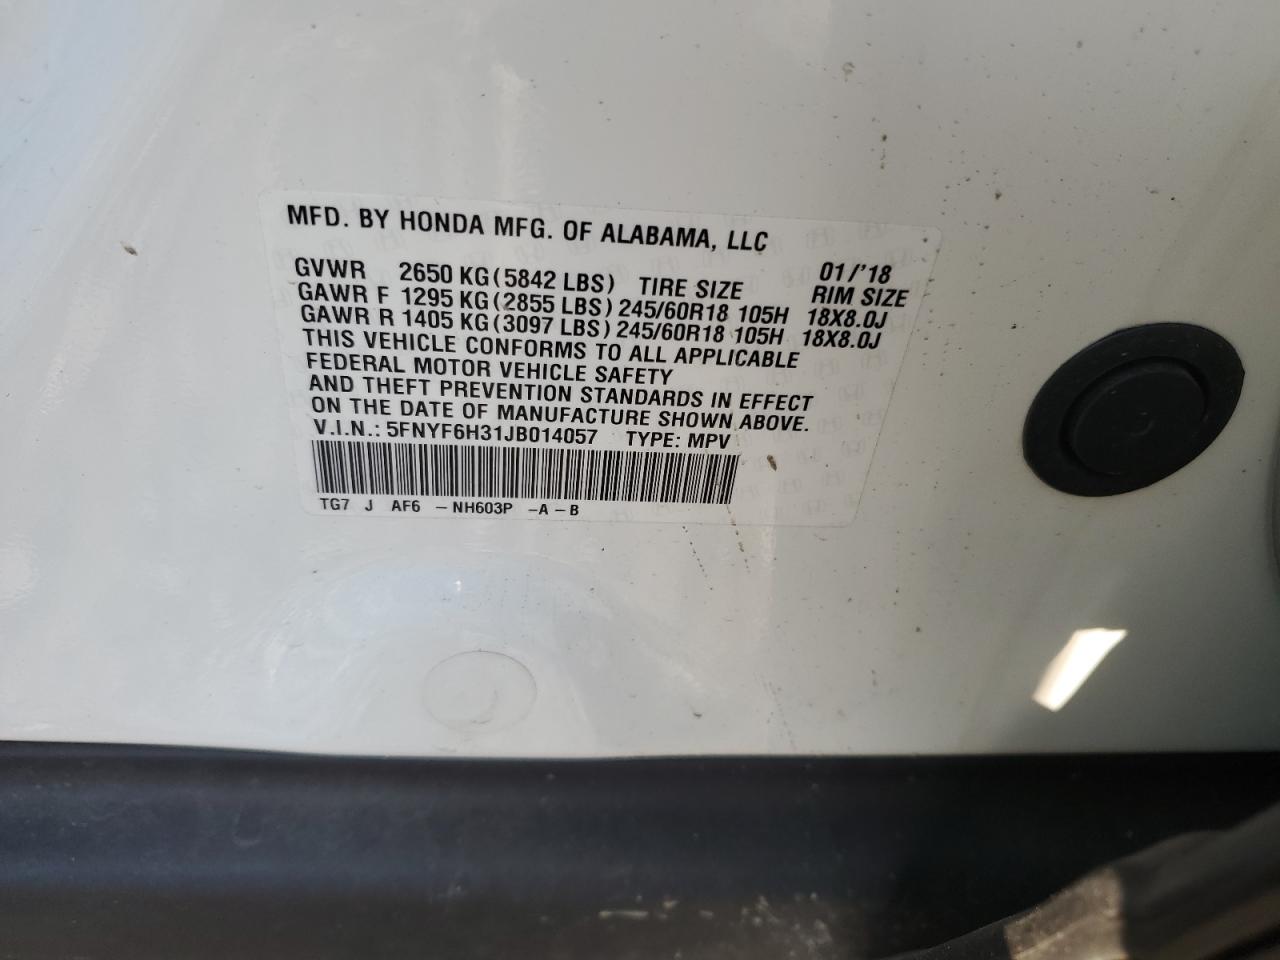 MFD. BY HONDA MFG. OF ALABAMA, LLC
01/'18
GVWR 2650 KG (5842 LBS) TIRE SIZE RIM SIZE
GAWR F 1295 KG (2855 LBS) 245/60R18 105H 18X8.0J
GAWR R 1405 KG (3097 LBS) 245/60R18 105H 18X8.0J
THIS VEHICLE CONFORMS TO ALL APPLICABLE
FEDERAL MOTOR VEHICLE SAFETY
AND THEFT PREVENTION STANDARDS IN EFFECT
ON THE DATE OF MANUFACTURE SHOWN ABOVE.
V.I.N.: 5FNYF6H31JB014057 TYPE: MPV
TG7 J AF6 – NH603P – A – B